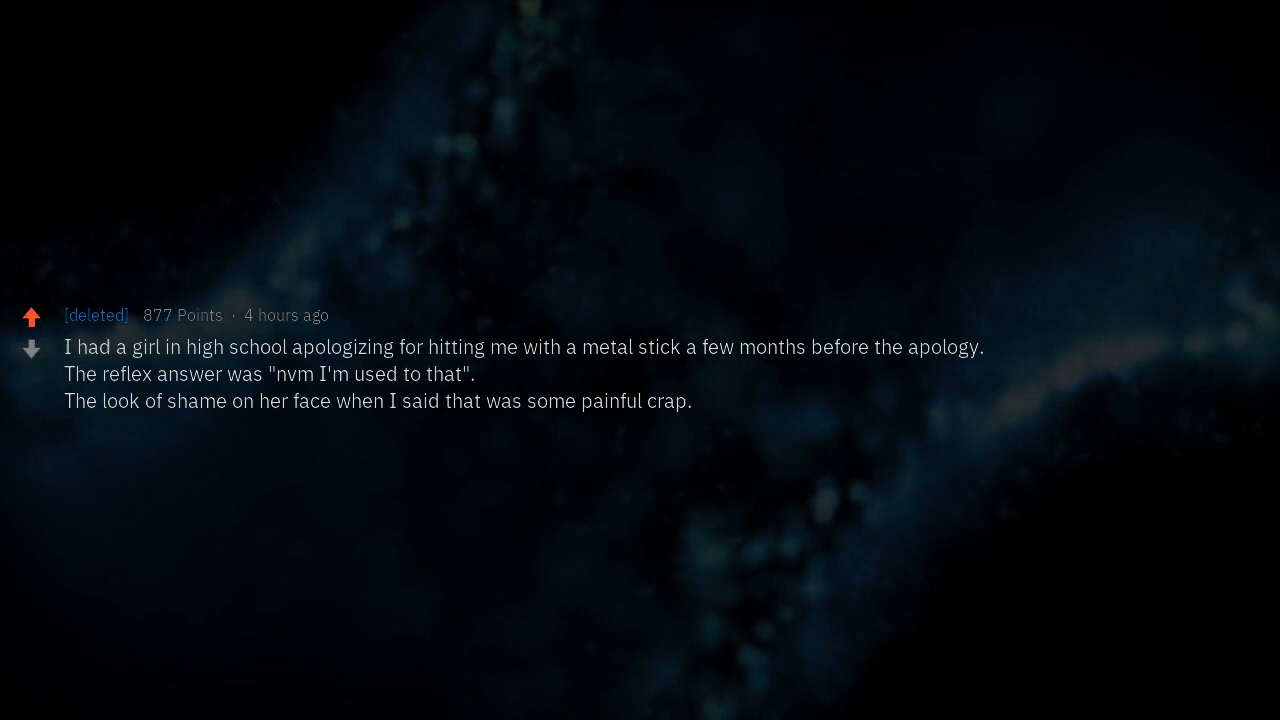 [deleted] 877 Points · 4 hours ago
I had a girl in high school apologizing for hitting me with a metal stick a few months before the apology.
The reflex answer was "nvm I'm used to that".
The look of shame on her face when I said that was some painful crap.